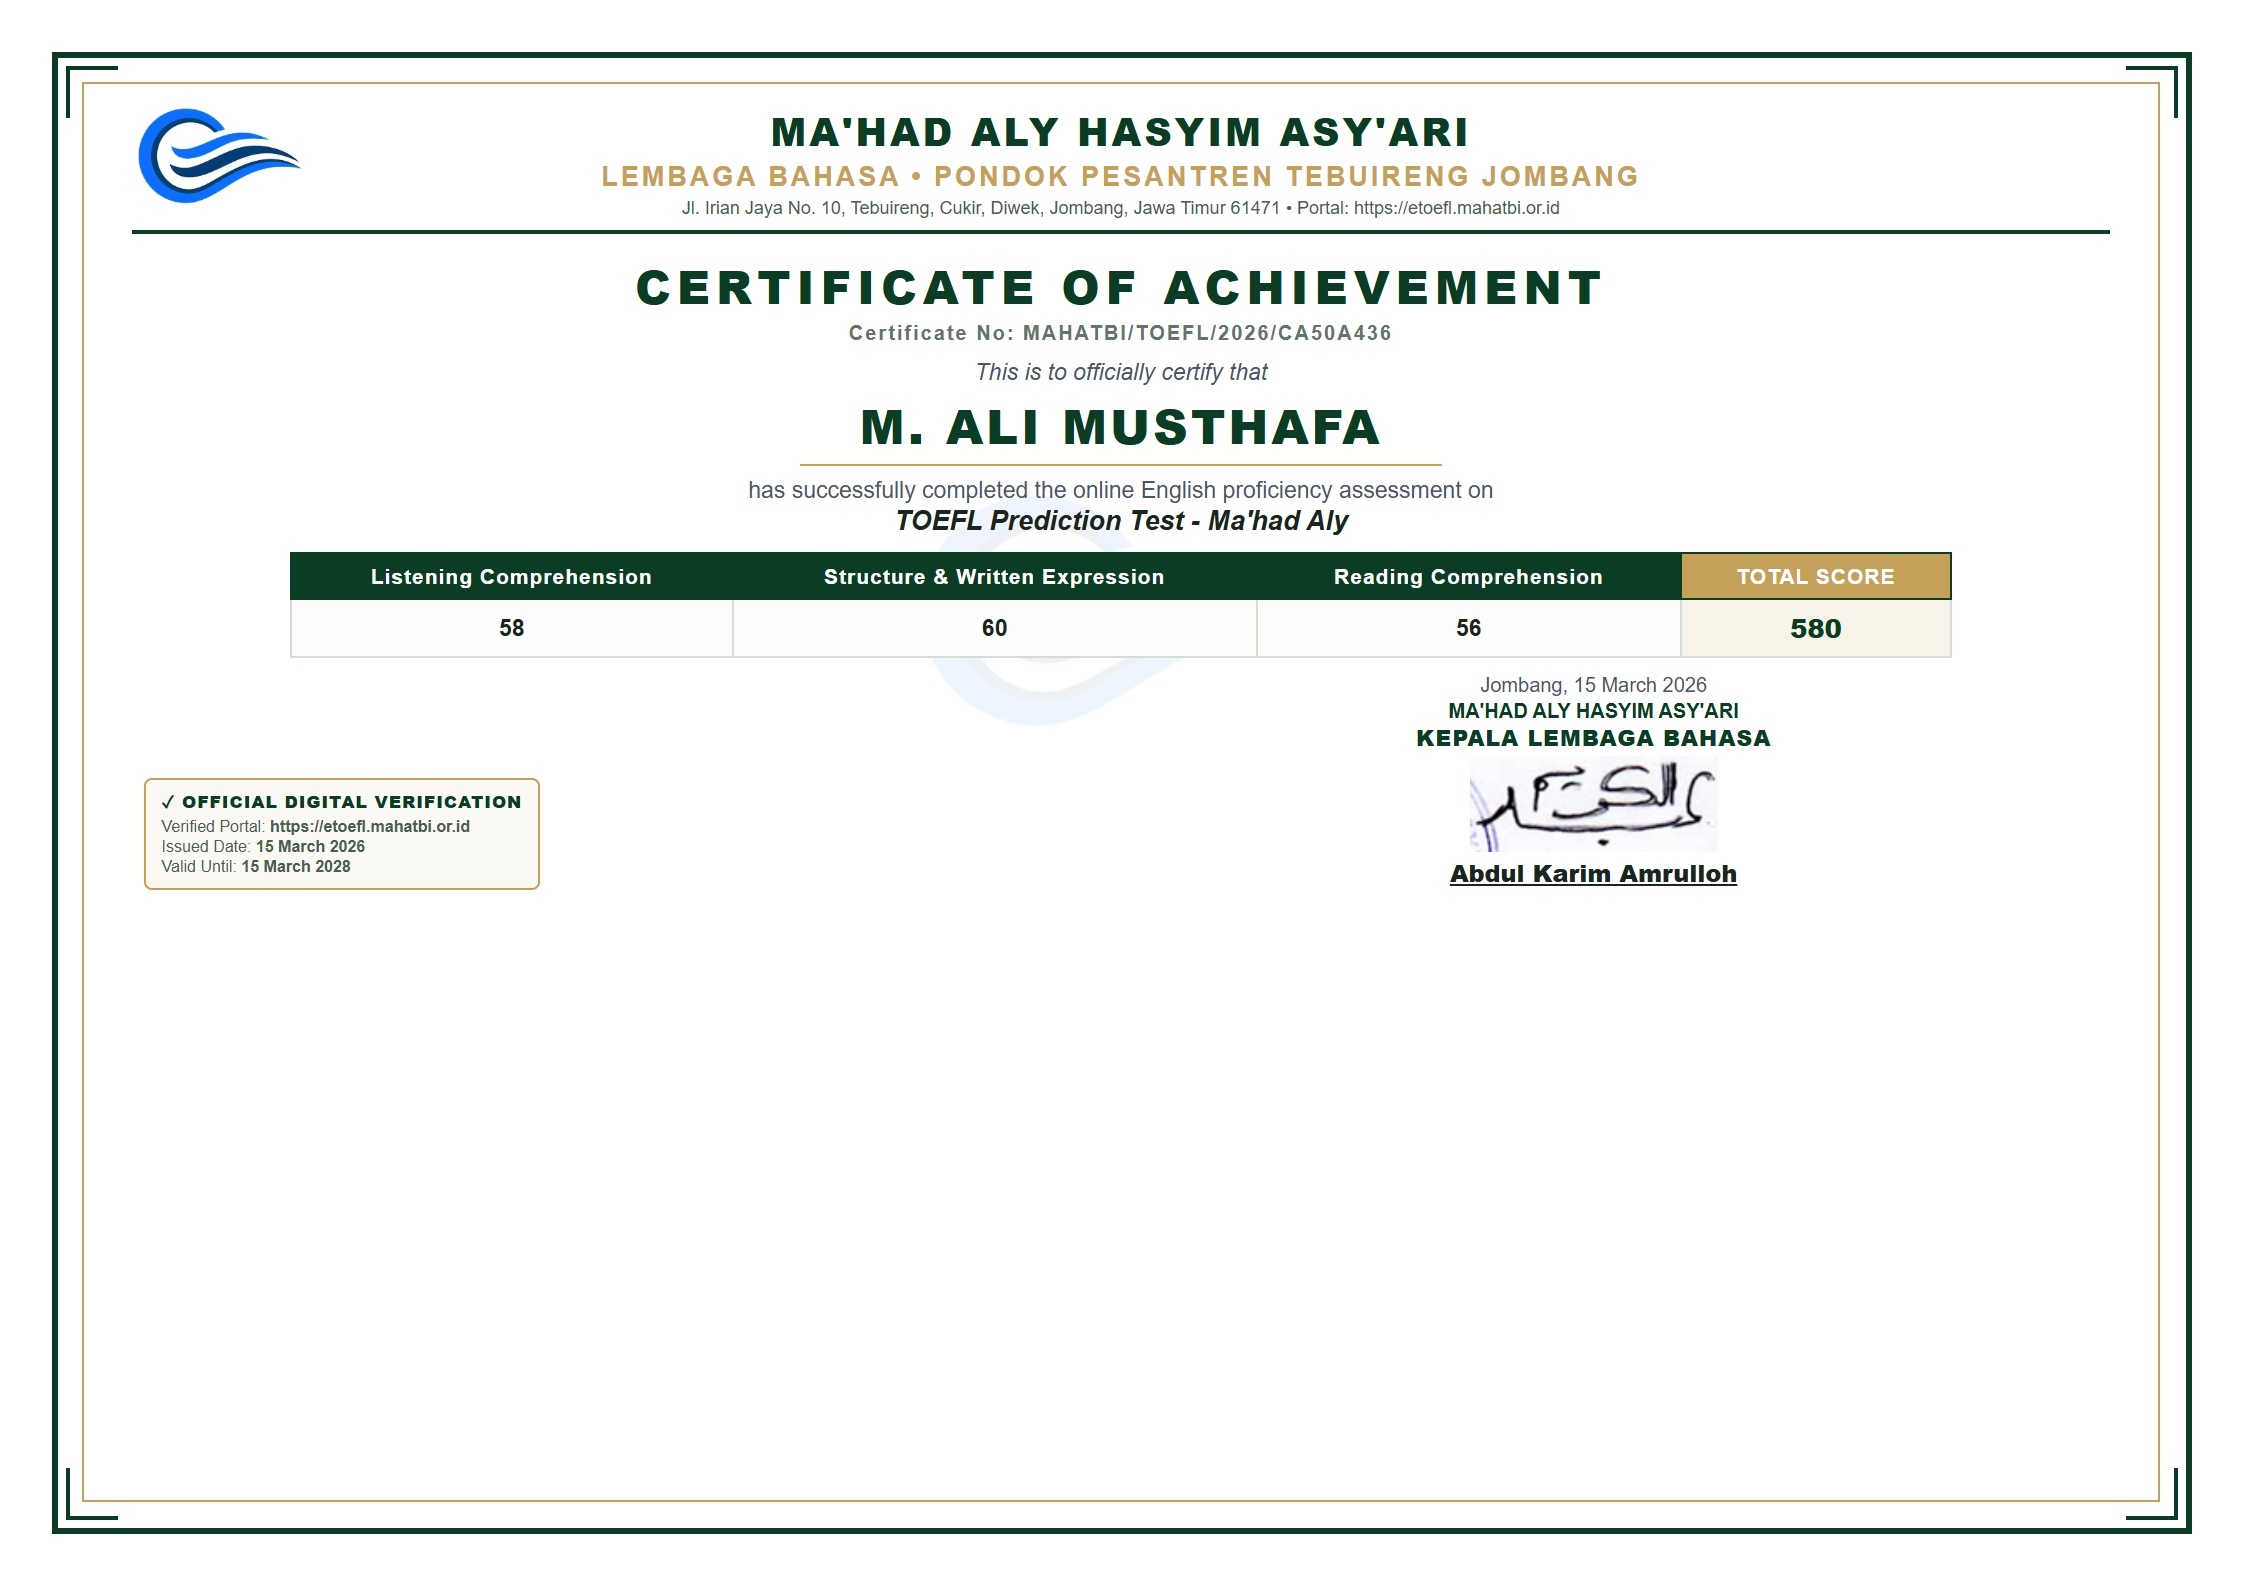 MA'HAD ALY HASYIM ASY'ARI
LEMBAGA BAHASA • PONDOK PESANTREN TEBUIRENG JOMBANG
Jl. Irian Jaya No. 10, Tebuireng, Cukir, Diwek, Jombang, Jawa Timur 61471 • Portal: https://etoefl.mahatbi.or.id
CERTIFICATE OF ACHIEVEMENT
Certificate No: MAHATBI/TOEFL/2026/CA50A436
This is to officially certify that
M. ALI MUSTHAFA
has successfully completed the online English proficiency assessment on
TOEFL Prediction Test - Ma'had Aly
Listening Comprehension Structure & Written Expression Reading Comprehension TOTAL SCORE
58 60 56 580
Jombang, 15 March 2026
MA'HAD ALY HASYIM ASY'ARI
KEPALA LEMBAGA BAHASA
Abdul Karim Amrulloh
✓ OFFICIAL DIGITAL VERIFICATION
Verified Portal: https://etoefl.mahatbi.or.id
Issued Date: 15 March 2026
Valid Until: 15 March 2028